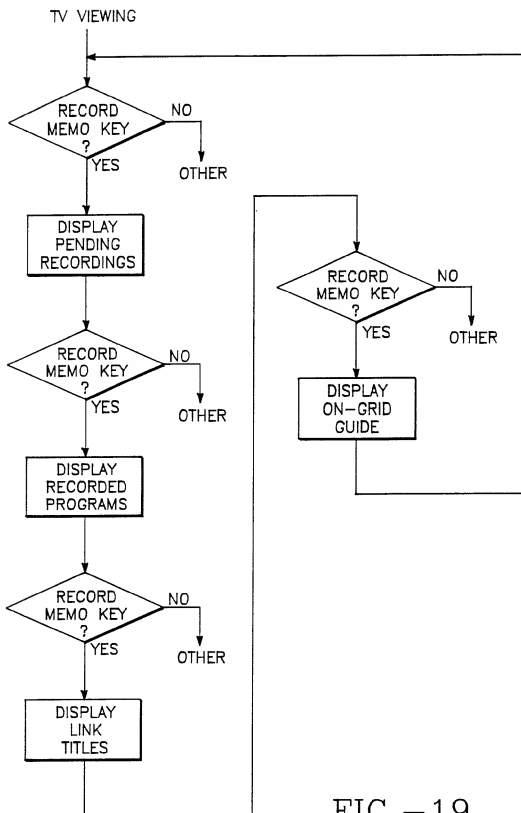 TV VIEWING
RECORD
MEMO KEY
?
NO
YES
OTHER
DISPLAY
PENDING
RECORDINGS
RECORD
MEMO KEY
?
NO
YES
OTHER
DISPLAY
RECORDED
PROGRAMS
RECORD
MEMO KEY
?
NO
YES
OTHER
DISPLAY
LINK
TITLES
RECORD
MEMO KEY
?
NO
YES
OTHER
DISPLAY
ON-GRID
GUIDE
FIG.-19